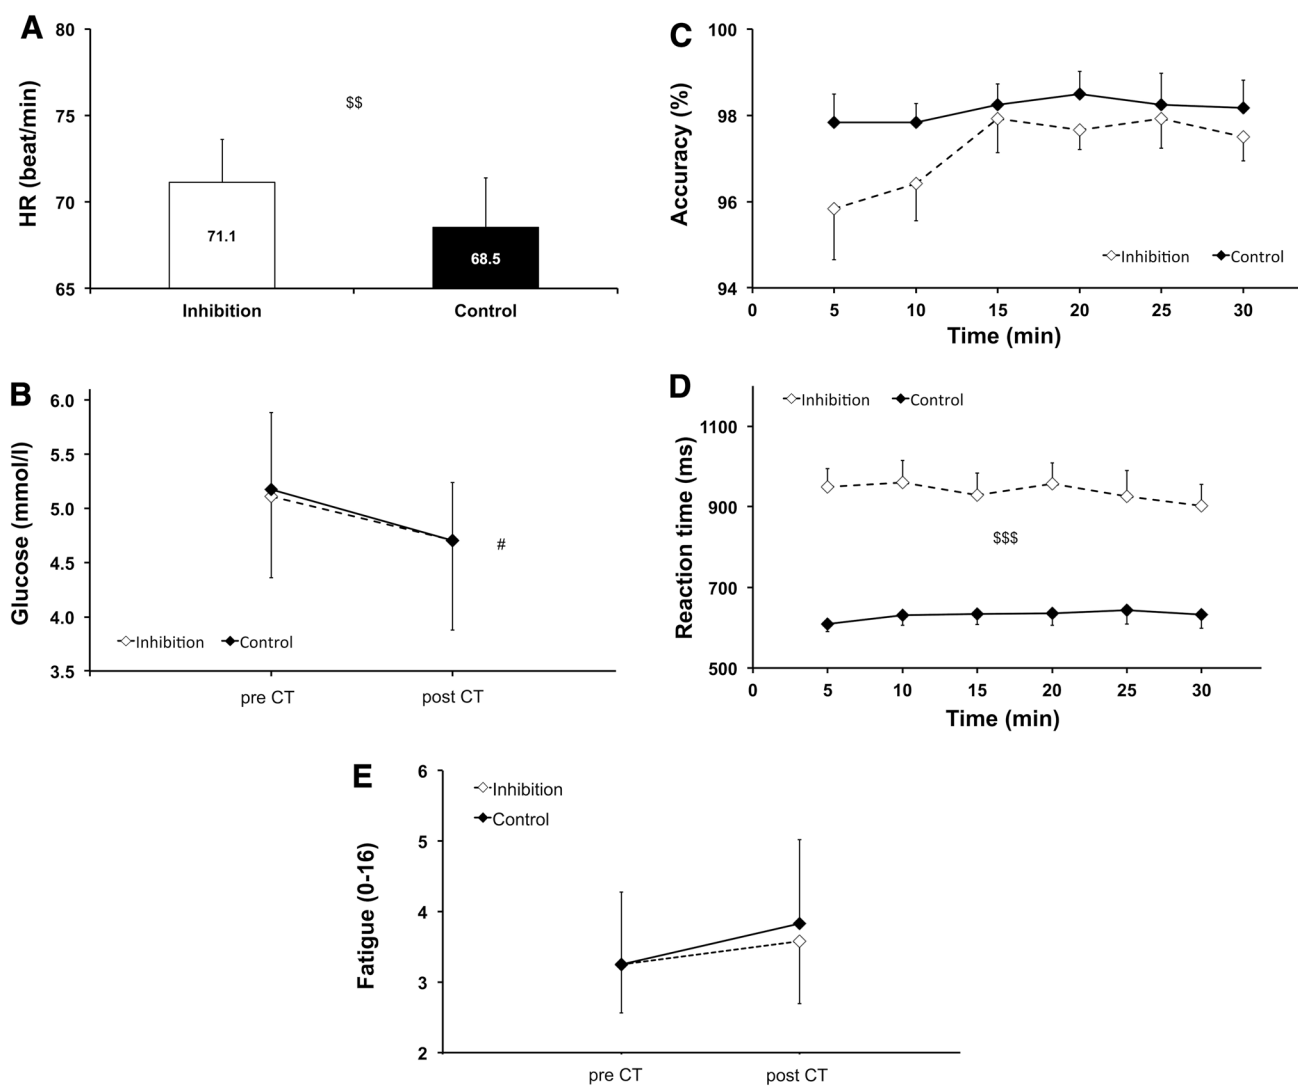 A
HR (beat/min)
80
75
70
65
$$
71.1
68.5
Inhibition
Control
B
Glucose (mmol/l)
6.0
5.5
5.0
4.5
4.0
3.5
#
Inhibition Control
pre CT
post CT
C
Accuracy (%)
100
98
96
94
Inhibition Control
0 5 10 15 20 25 30
Time (min)
D
Reaction time (ms)
Inhibition Control
1100
900
700
500
$$$
0 5 10 15 20 25 30
Time (min)
E
Fatigue (0-16)
6
5
4
3
2
Inhibition
Control
pre CT
post CT